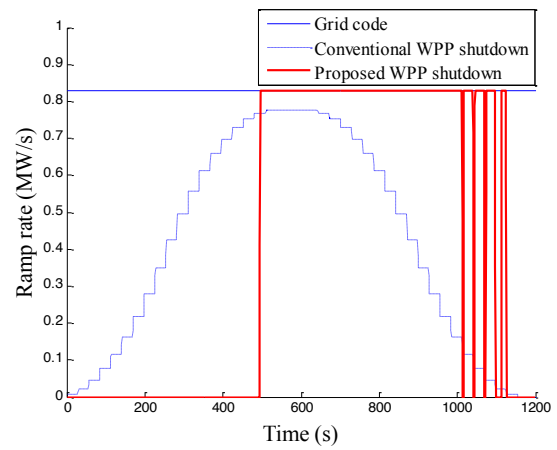 Grid code
Conventional WPP shutdown
Proposed WPP shutdown
1
0.9
0.8
0.7
0.6
0.5
0.4
0.3
0.2
0.1
0
Ramp rate (MW/s)
0 200 400 600 800 1000 1200
Time (s)